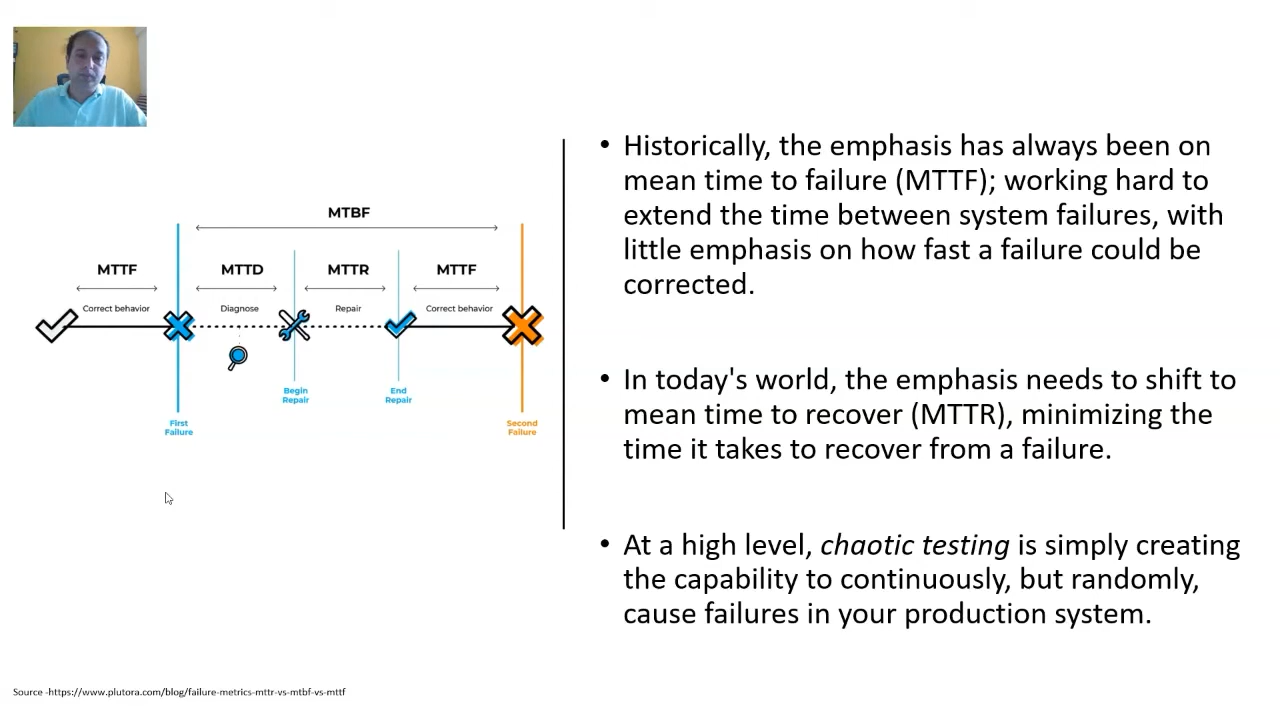 MTBF
MTTF
MTTD
MTTR
MTTF
Correct behavior
Diagnose
Repair
Correct behavior
Begin
Repair
End
Repair
First
Failure
Second
Failure
• Historically, the emphasis has always been on
mean time to failure (MTTF); working hard to
extend the time between system failures, with
little emphasis on how fast a failure could be
corrected.
• In today's world, the emphasis needs to shift to
mean time to recover (MTTR), minimizing the
time it takes to recover from a failure.
• At a high level, chaotic testing is simply creating
the capability to continuously, but randomly,
cause failures in your production system.
Source -https://www.plutora.com/blog/failure-metrics-mttr-vs-mtbf-vs-mttf